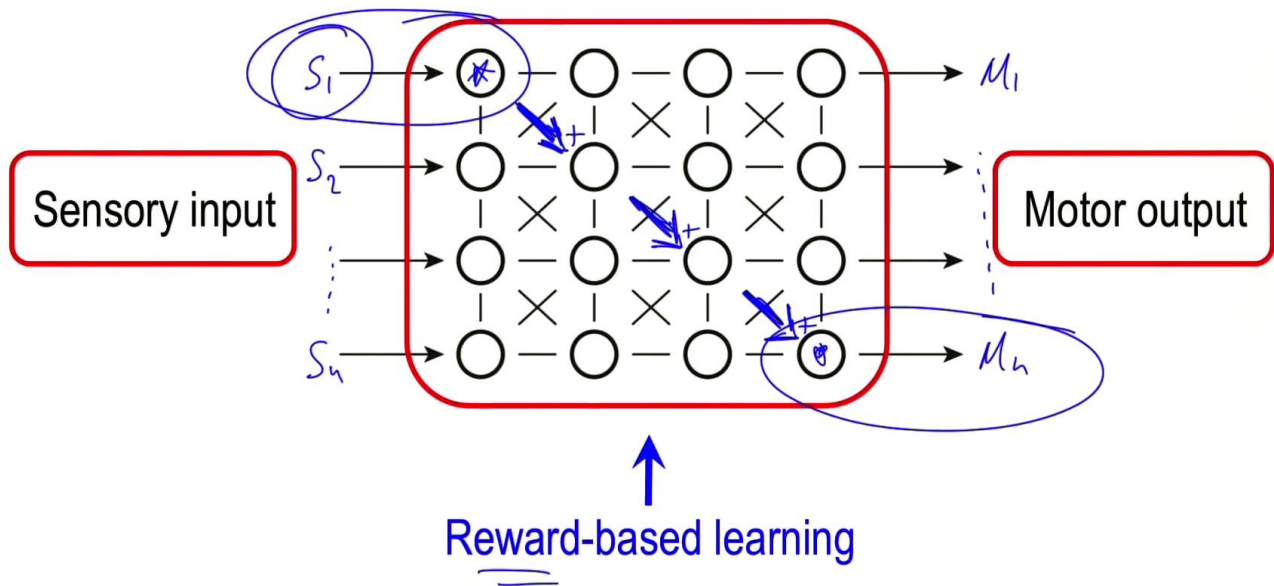 S₁
M₁
S₂
Sensory input
Motor output
+
+
+
Sₙ
Mₙ
Reward-based learning